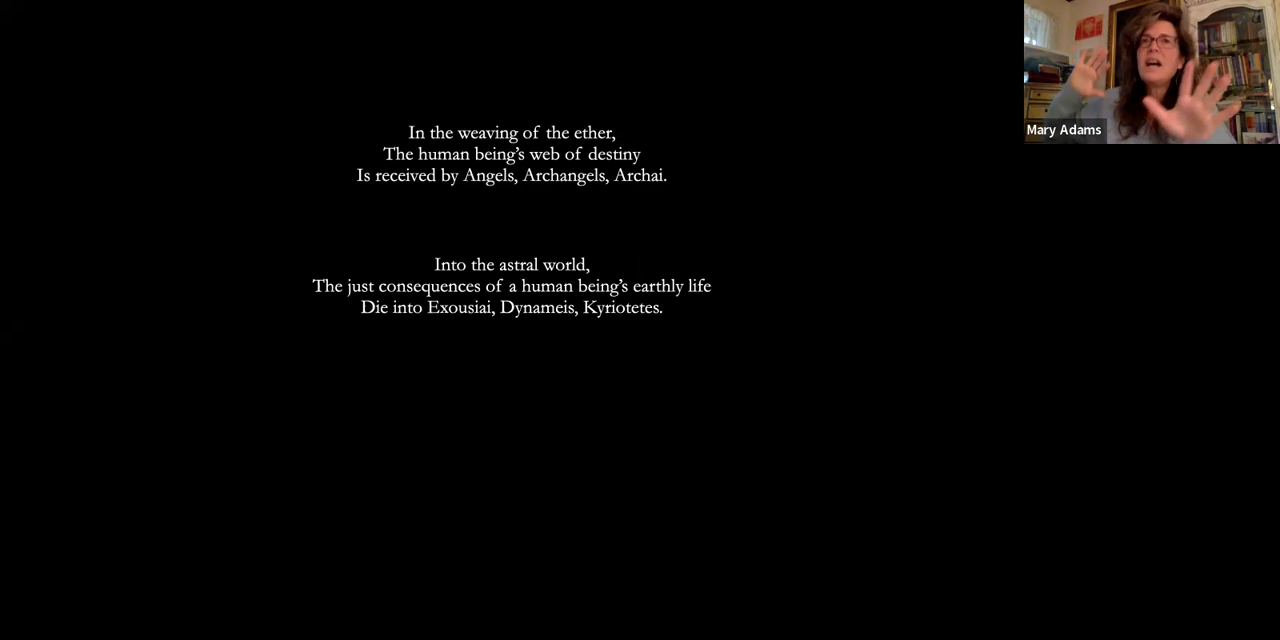 In the weaving of the ether,
The human being's web of destiny
Is received by Angels, Archangels, Archai.
Into the astral world,
The just consequences of a human being's earthly life
Die into Exousiai, Dynameis, Kyriotetes.
Mary Adams